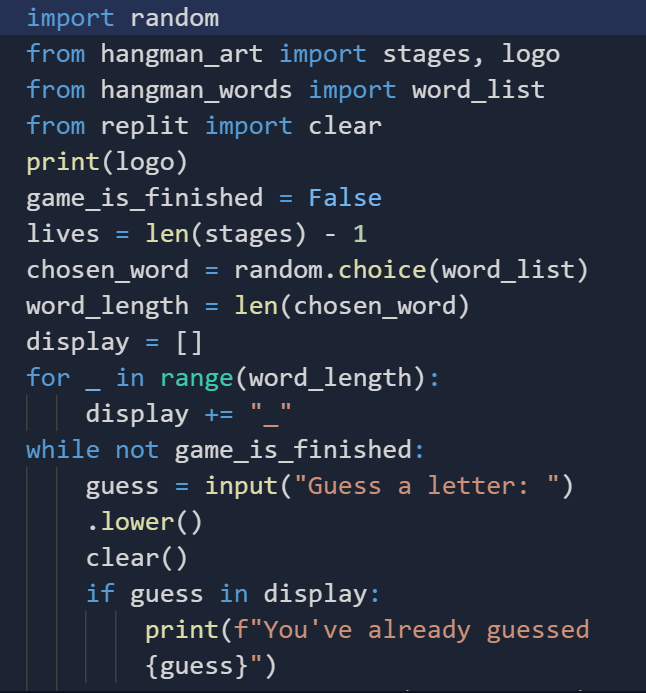 import random
from hangman_art import stages, logo
from hangman_words import word_list
from replit import clear
print(logo)
game_is_finished = False
lives = len(stages) - 1
chosen_word = random.choice(word_list)
word_length = len(chosen_word)
display = []
for _ in range(word_length):
    display += "_"
while not game_is_finished:
    guess = input("Guess a letter: ")
    .lower()
    clear()
    if guess in display:
        print(f"You've already guessed
        {guess}")